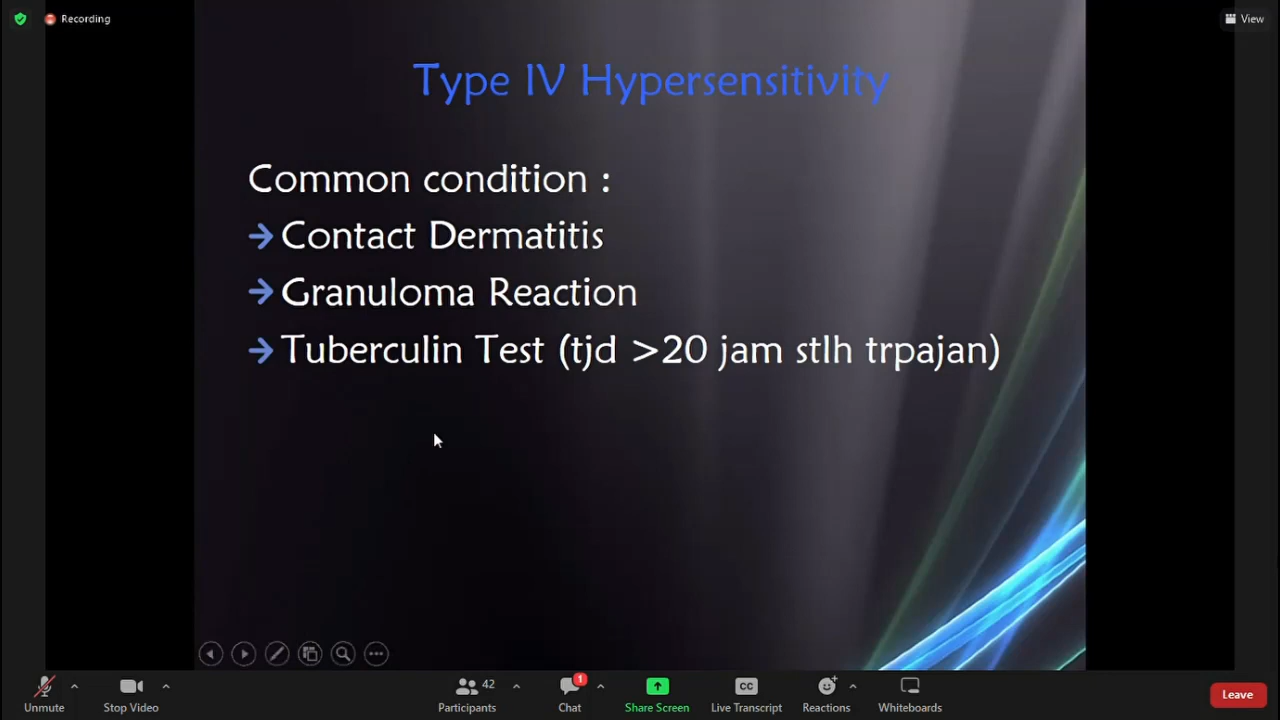 Recording
View
Type IV Hypersensitivity
Common condition :
→ Contact Dermatitis
→ Granuloma Reaction
→ Tuberculin Test (tjd >20 jam stlh trpajan)
Unmute
Stop Video
42
Participants
1
Chat
Share Screen
CC
Live Transcript
Reactions
Whiteboards
Leave